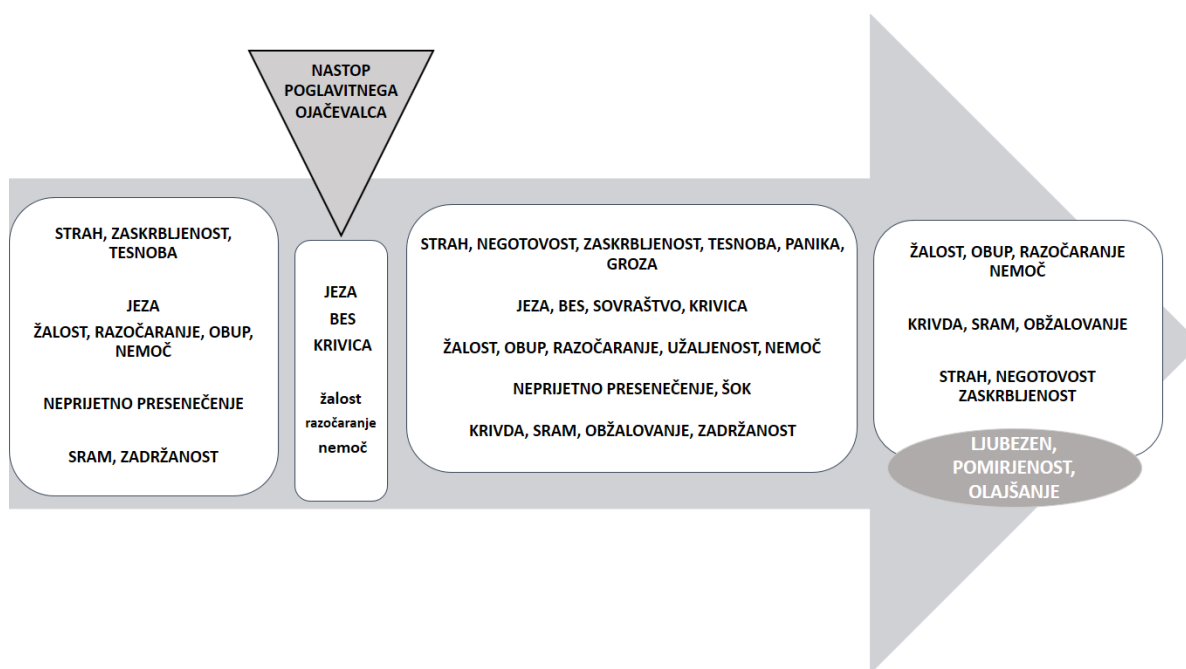 NASTOP
POGLAVITNEGA
OJAČEVALCA
STRAH, ZASKRBLJENOST,
TESNOBA
JEZA
ŽALOST, RAZOČARANJE, OBUP,
NEMOČ
NEPRIJETNO PRESENEČENJE
SRAM, ZADRŽANOST
JEZA
BES
KRIVICA
žalost
razočaranje
nemoč
STRAH, NEGOTOVOST, ZASKRBLJENOST, TESNOBA, PANIKA,
GROZA
JEZA, BES, SOVRAŠTVO, KRIVICA
ŽALOST, OBUP, RAZOČARANJE, UŽALJENOST, NEMOČ
NEPRIJETNO PRESENEČENJE, ŠOK
KRIVDA, SRAM, OBŽALOVANJE, ZADRŽANOST
ŽALOST, OBUP, RAZOČARANJE
NEMOČ
KRIVDA, SRAM, OBŽALOVANJE
STRAH, NEGOTOVOST
ZASKRBLJENOST
LJUBEZEN,
POMIRJENOST,
OLAJŠANJE